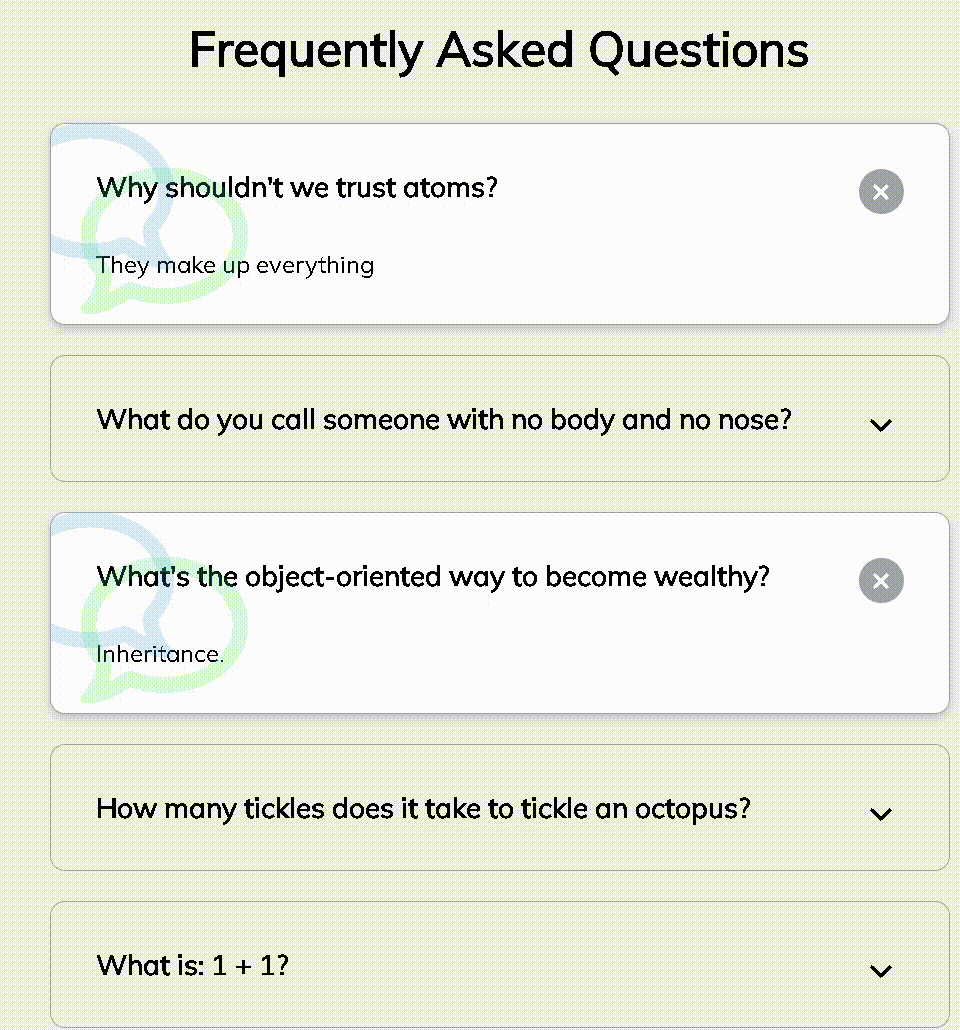 Frequently Asked Questions
Why shouldn't we trust atoms?
They make up everything
What do you call someone with no body and no nose?
What's the object-oriented way to become wealthy?
Inheritance.
How many tickles does it take to tickle an octopus?
What is: 1 + 1?